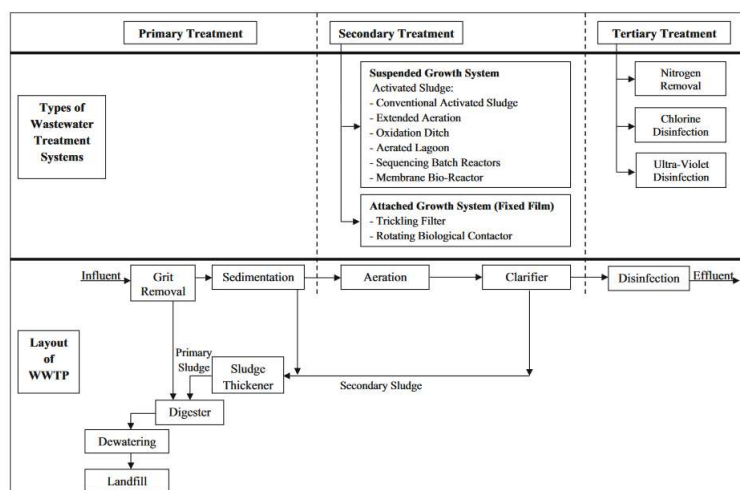 Primary Treatment
Secondary Treatment
Tertiary Treatment
Types of
Wastewater
Treatment
Systems
Suspended Growth System
Activated Sludge:
- Conventional Activated Sludge
- Extended Aeration
- Oxidation Ditch
- Aerated Lagoon
- Sequencing Batch Reactors
- Membrane Bio-Reactor
Attached Growth System (Fixed Film)
- Trickling Filter
- Rotating Biological Contactor
Nitrogen
Removal
Chlorine
Disinfection
Ultra-Violet
Disinfection
Layout
of
WWTP
Influent
Grit
Removal
Sedimentation
Aeration
Clarifier
Disinfection
Effluent
Primary
Sludge
Sludge
Thickener
Secondary Sludge
Digester
Dewatering
Landfill